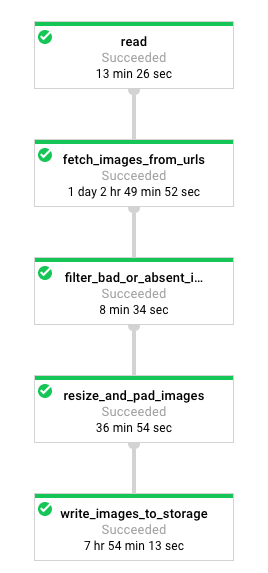 read
Succeeded
13 min 26 sec
fetch_images_from_urls
Succeeded
1 day 2 hr 49 min 52 sec
filter_bad_or_absent_i...
Succeeded
8 min 34 sec
resize_and_pad_images
Succeeded
36 min 54 sec
write_images_to_storage
Succeeded
7 hr 54 min 13 sec